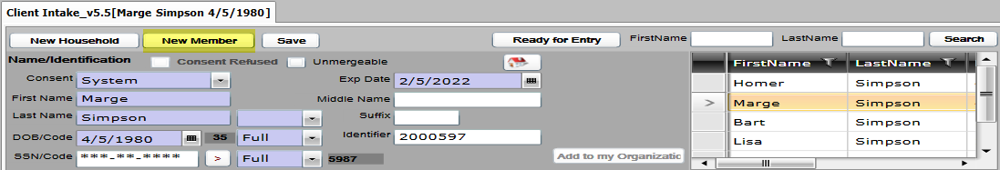 Client Intake_v5.5[Marge Simpson 4/5/1980]
New Household New Member Save Ready for Entry FirstName LastName Search
Name/Identification Consent Refused Unmergeable
Consent System Exp Date 2/5/2022
First Name Marge Middle Name
Last Name Simpson Suffix
DOB/Code 4/5/1980 35 Full Identifier 2000597
SSN/Code ***-**-**** > Full 5987 Add to my Organizatic
FirstName LastName
Homer Simpson
> Marge Simpson
Bart Simpson
Lisa Simpson